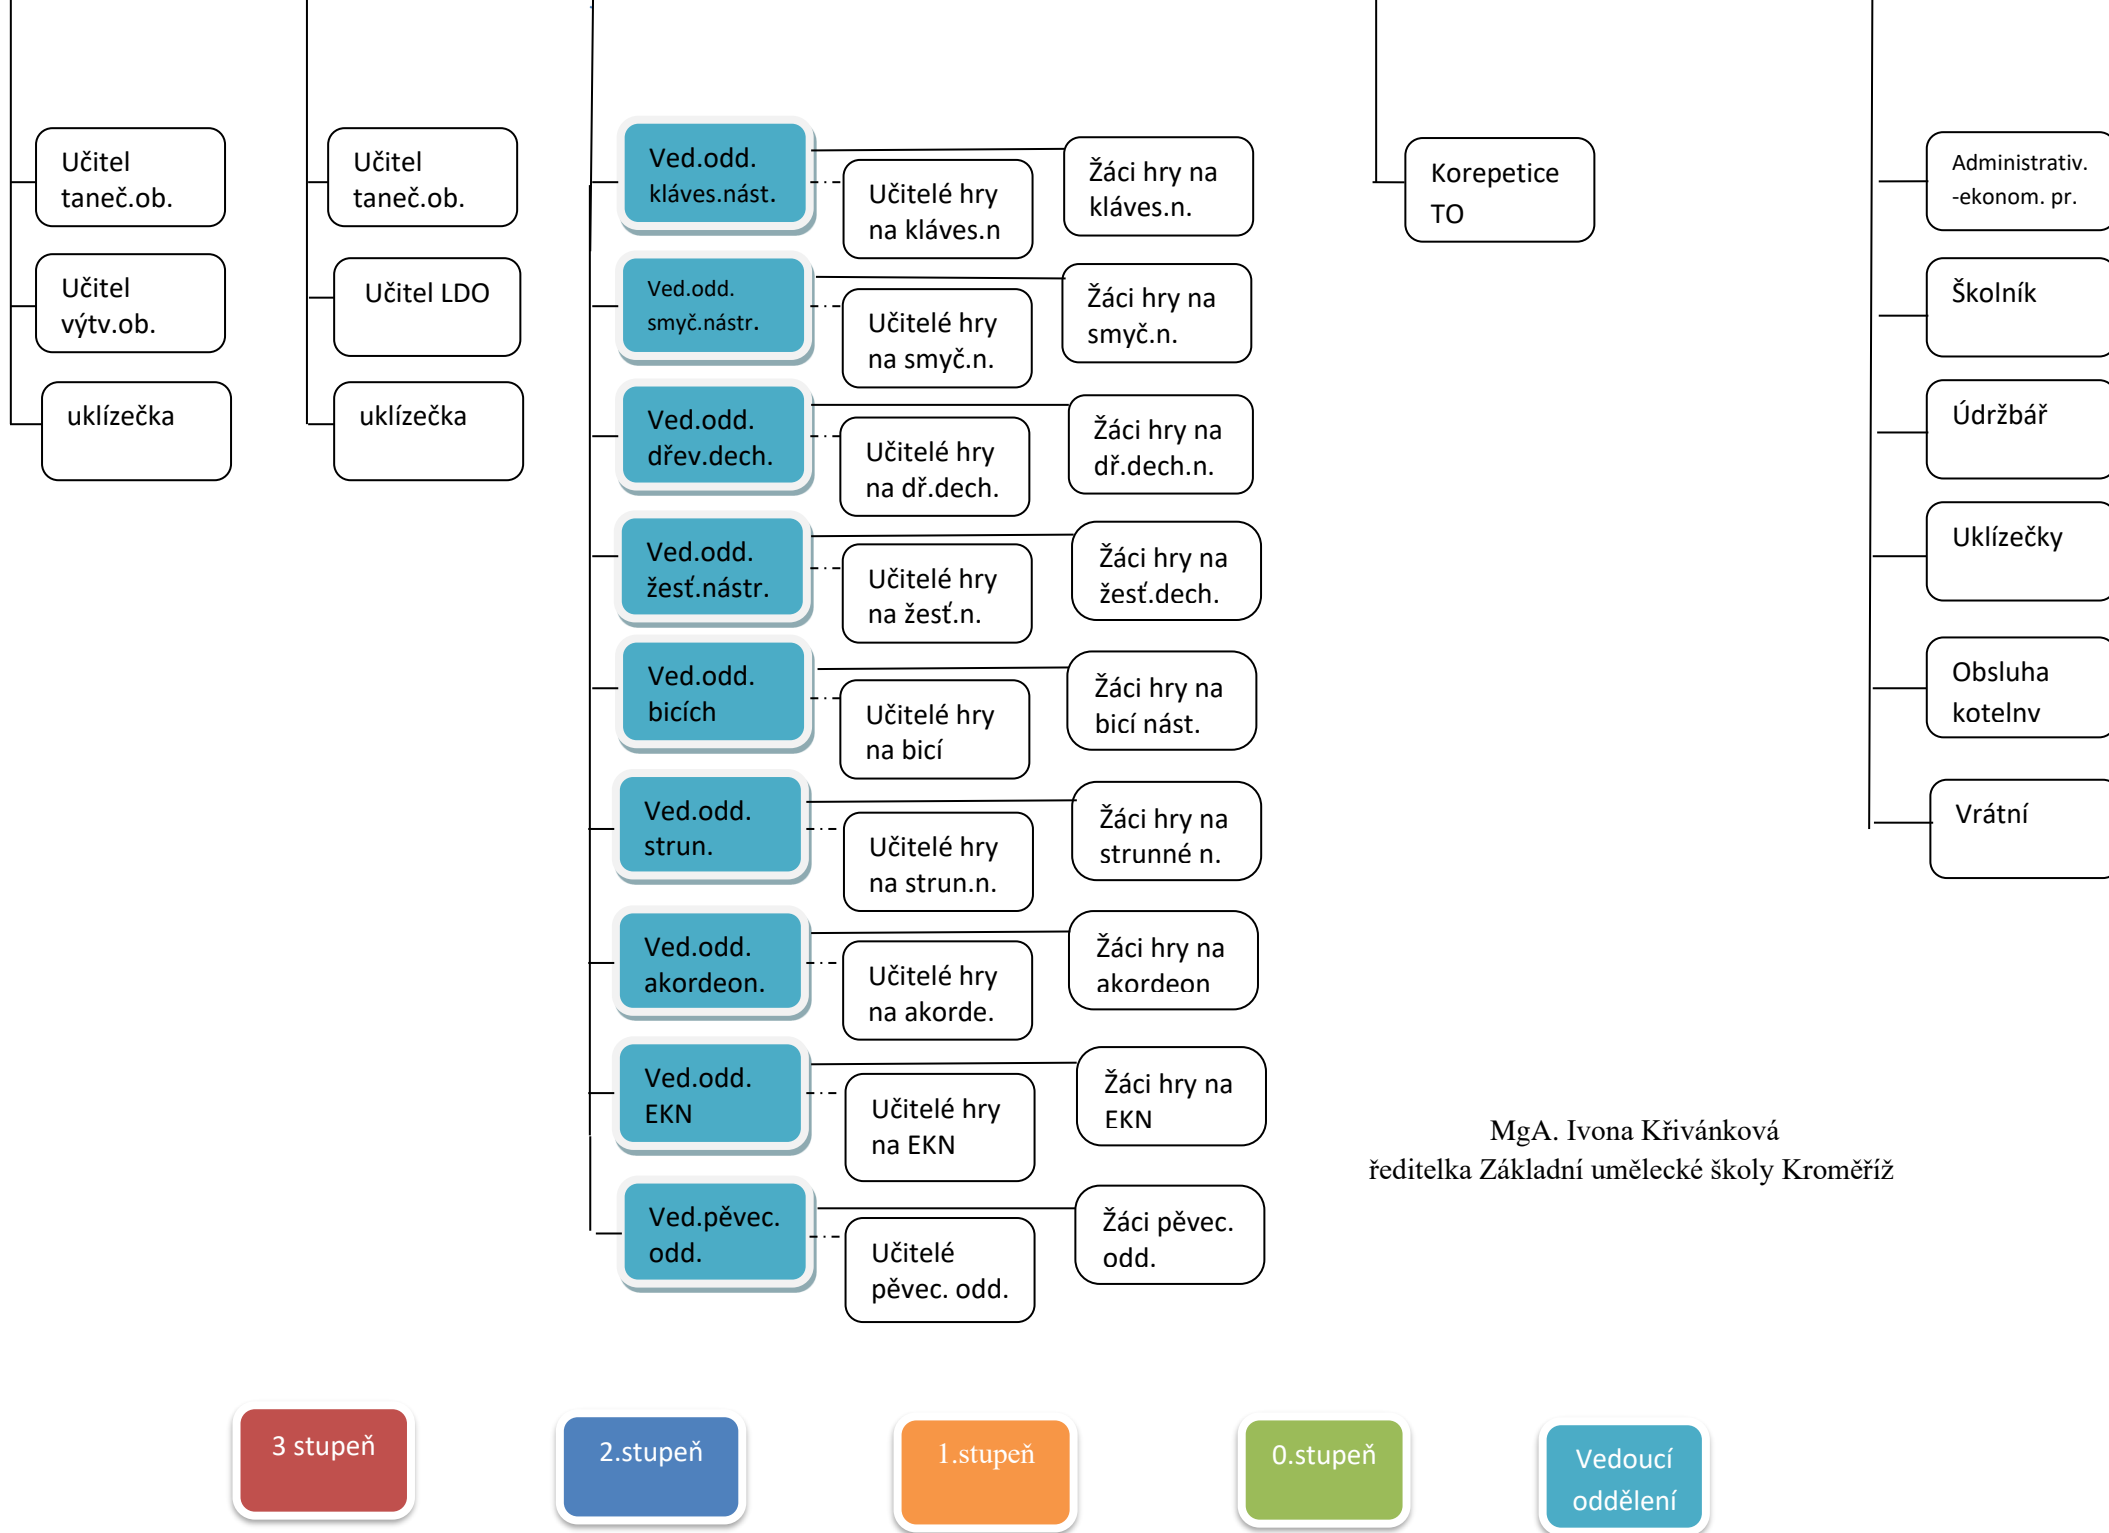 Učitel
taneč.ob.
Učitel
výtv.ob.
uklízečka
Učitel
taneč.ob.
Učitel LDO
uklízečka
Ved.odd.
kláves.nást.
Učitelé hry
na kláves.n
Žáci hry na
kláves.n.
Ved.odd.
smyč.nástr.
Učitelé hry
na smyč.n.
Žáci hry na
smyč.n.
Ved.odd.
dřev.dech.
Učitelé hry
na dř.dech.
Žáci hry na
dř.dech.n.
Ved.odd.
žesť.nástr.
Učitelé hry
na žesť.n.
Žáci hry na
žesť.dech.
Ved.odd.
bicích
Učitelé hry
na bicí
Žáci hry na
bicí nást.
Ved.odd.
strun.
Učitelé hry
na strun.n.
Žáci hry na
strunné n.
Ved.odd.
akordeon.
Učitelé hry
na akorde.
Žáci hry na
akordeon
Ved.odd.
EKN
Učitelé hry
na EKN
Žáci hry na
EKN
Ved.pěvec.
odd.
Učitelé
pěvec. odd.
Žáci pěvec.
odd.
Korepetice
TO
Administrativ.
-ekonom. pr.
Školník
Údržbář
Uklízečky
Obsluha
kotelny
Vrátní
MgA. Ivona Křivánková
ředitelka Základní umělecké školy Kroměříž
3 stupeň
2.stupeň
1.stupeň
0.stupeň
Vedoucí
oddělení